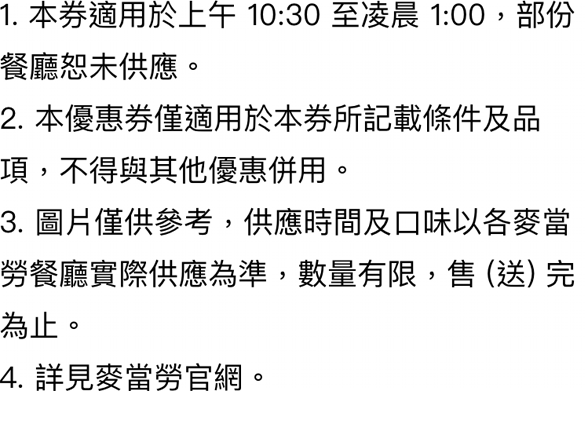 1. 本券適用於上午 10:30 至凌晨 1:00，部份
餐廳恕未供應。
2. 本優惠券僅適用於本券所記載條件及品
項，不得與其他優惠併用。
3. 圖片僅供參考，供應時間及口味以各麥當
勞餐廳實際供應為準，數量有限，售 (送) 完
為止。
4. 詳見麥當勞官網。